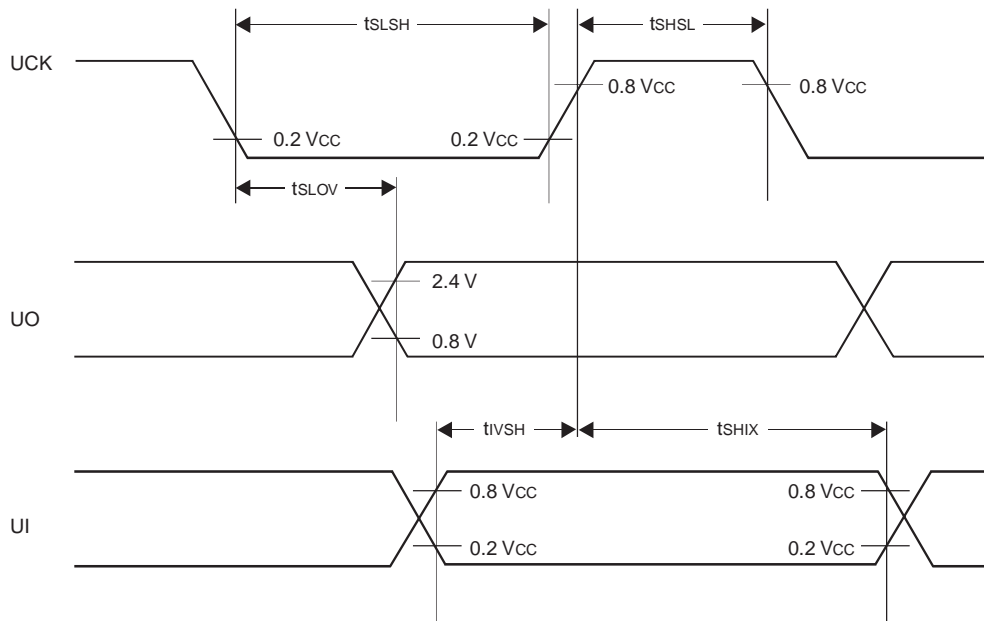 tSLSH
tSHSL
UCK
0.8 VCC
0.8 VCC
0.2 VCC
0.2 VCC
tSLOV
2.4 V
UO
0.8 V
tIVSH
tSHIX
0.8 VCC
0.8 VCC
UI
0.2 VCC
0.2 VCC